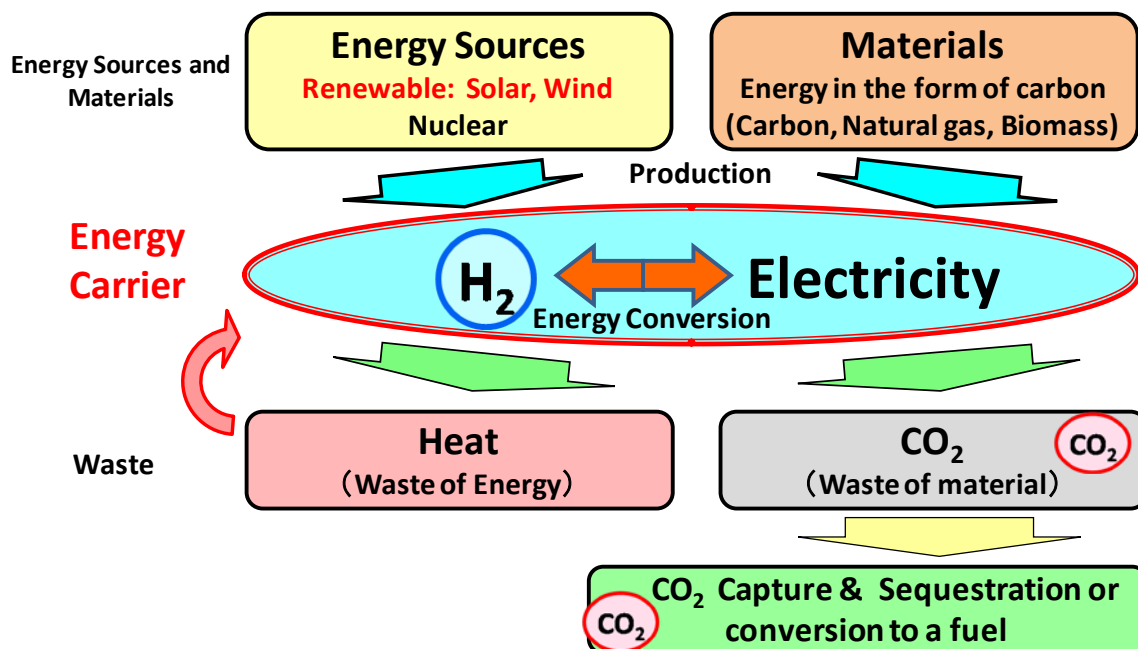 Energy Sources and
Materials
Energy Sources
Renewable: Solar, Wind
Nuclear
Materials
Energy in the form of carbon
(Carbon, Natural gas, Biomass)
Production
Energy
Carrier
H₂
Electricity
Energy Conversion
Waste
Heat
（Waste of Energy）
CO₂
（Waste of material）
CO₂
CO₂ Capture & Sequestration or
conversion to a fuel
CO₂